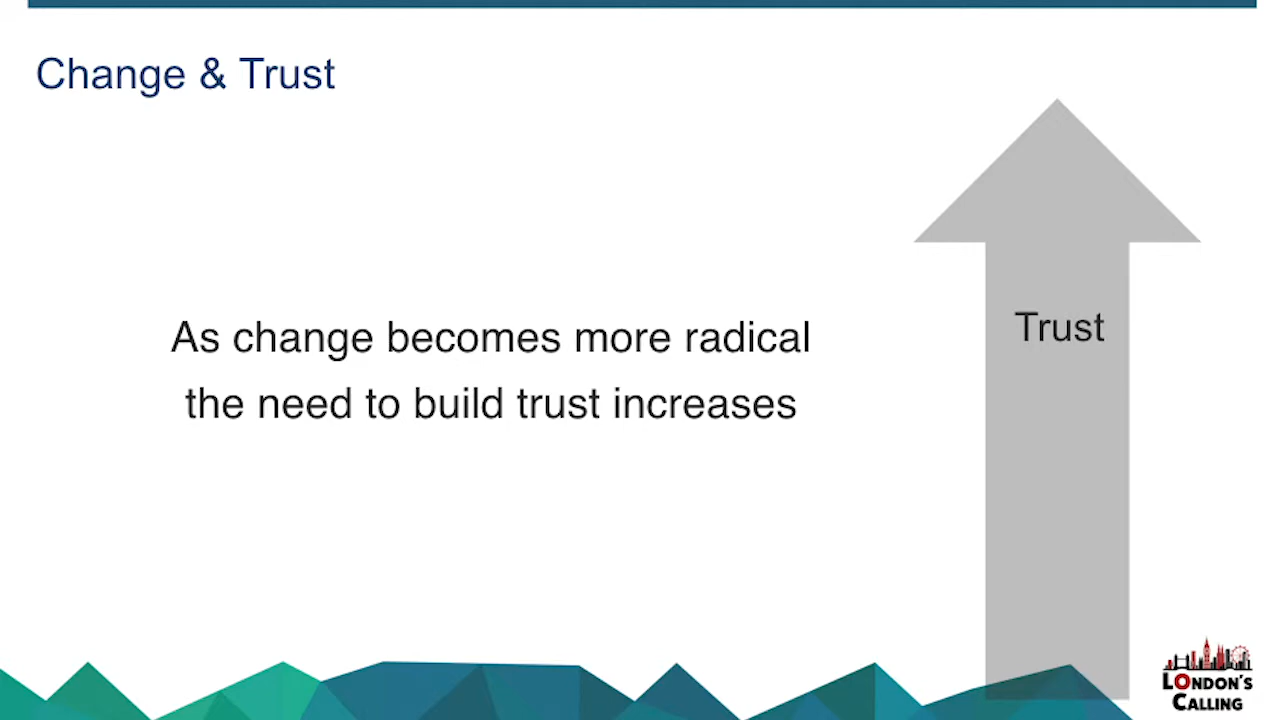 Change & Trust
As change becomes more radical
the need to build trust increases
Trust
LONDON'S
CALLING